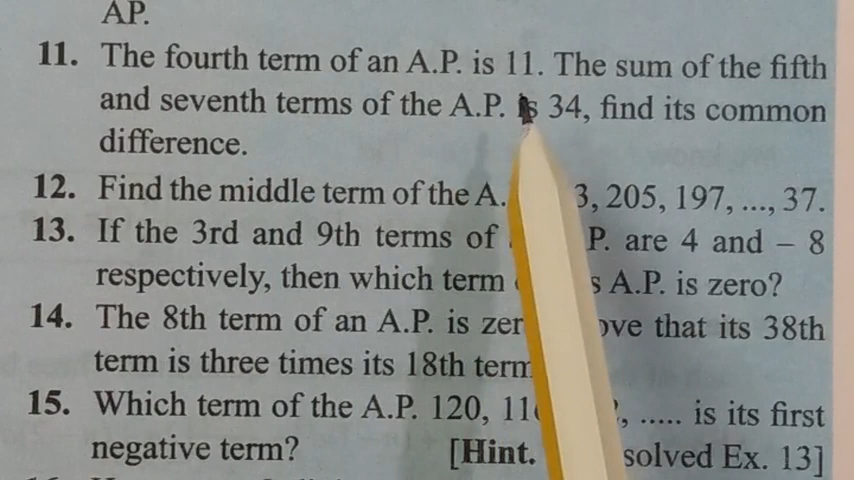 AP.
11. The fourth term of an A.P. is 11. The sum of the fifth
and seventh terms of the A.P. is 34, find its common
difference.
12. Find the middle term of the A. 3, 205, 197, ..., 37.
13. If the 3rd and 9th terms of P. are 4 and – 8
respectively, then which term A.P. is zero?
14. The 8th term of an A.P. is that its 38th
term is three times its 18th term
15. Which term of the A.P. 120, ..... is its first
negative term? [Hint. solved Ex. 13]